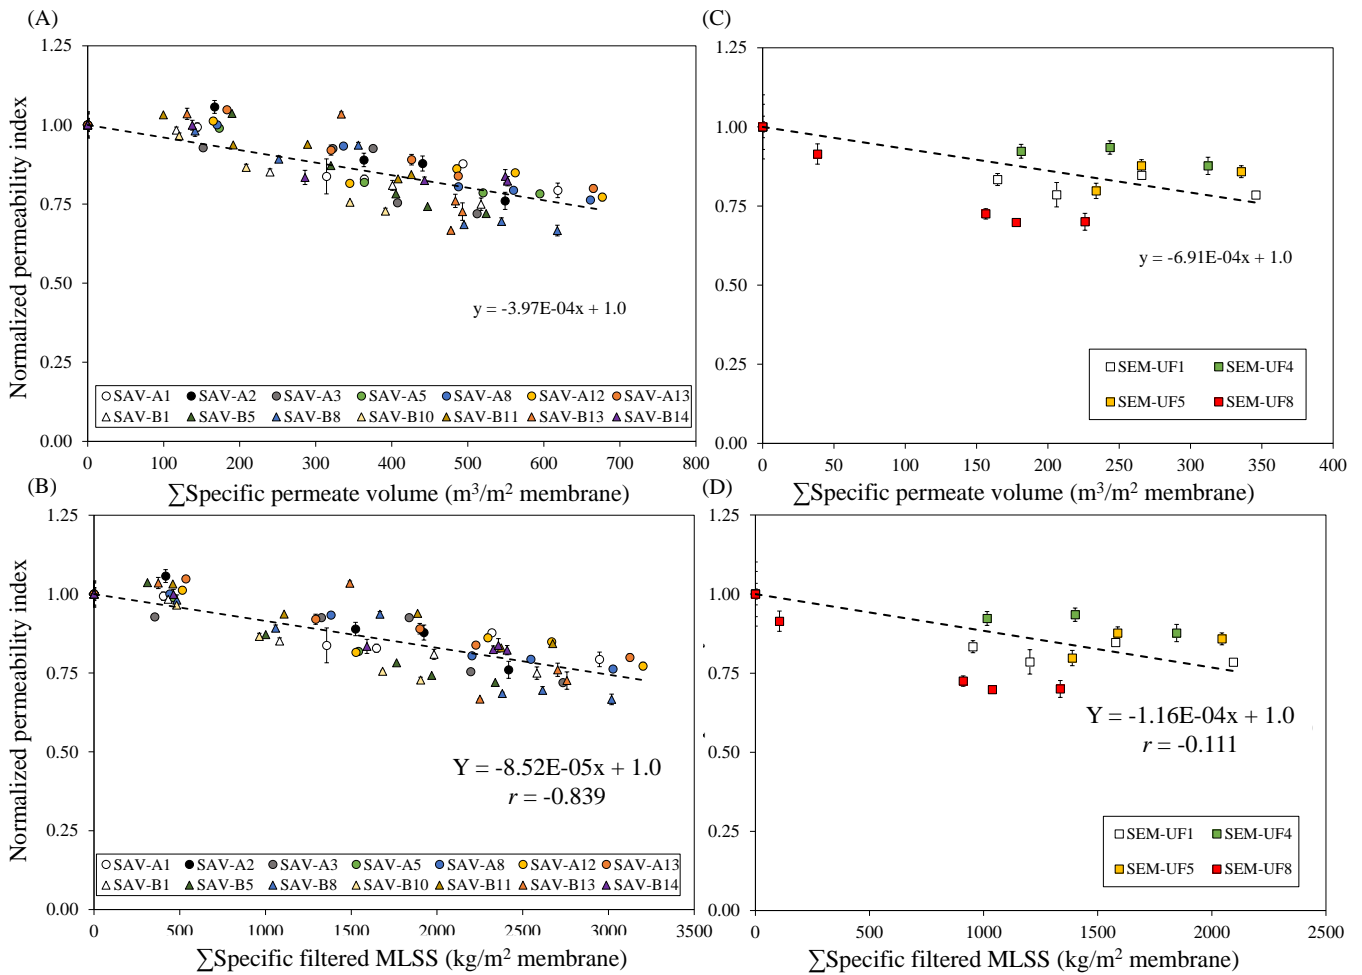 (A)
1.25
1.00
0.75
0.50
0.25
0.00
Normalized permeability index
y = -3.97E-04x + 1.0
SAV-A1 SAV-A2 SAV-A3 SAV-A5 SAV-A8 SAV-A12 SAV-A13
SAV-B1 SAV-B5 SAV-B8 SAV-B10 SAV-B11 SAV-B13 SAV-B14
0 100 200 300 400 500 600 700 800
∑Specific permeate volume (m³/m² membrane)
(C)
1.25
1.00
0.75
0.50
0.25
0.00
y = -6.91E-04x + 1.0
SEM-UF1 SEM-UF4
SEM-UF5 SEM-UF8
0 50 100 150 200 250 300 350 400
∑Specific permeate volume (m³/m² membrane)
(B)
1.25
1.00
0.75
0.50
0.25
0.00
Normalized permeability index
Y = -8.52E-05x + 1.0
r = -0.839
SAV-A1 SAV-A2 SAV-A3 SAV-A5 SAV-A8 SAV-A12 SAV-A13
SAV-B1 SAV-B5 SAV-B8 SAV-B10 SAV-B11 SAV-B13 SAV-B14
0 500 1000 1500 2000 2500 3000 3500
∑Specific filtered MLSS (kg/m² membrane)
(D)
1.25
1.00
0.75
0.50
0.25
0.00
Y = -1.16E-04x + 1.0
r = -0.111
SEM-UF1 SEM-UF4
SEM-UF5 SEM-UF8
0 500 1000 1500 2000 2500
∑Specific filtered MLSS (kg/m² membrane)